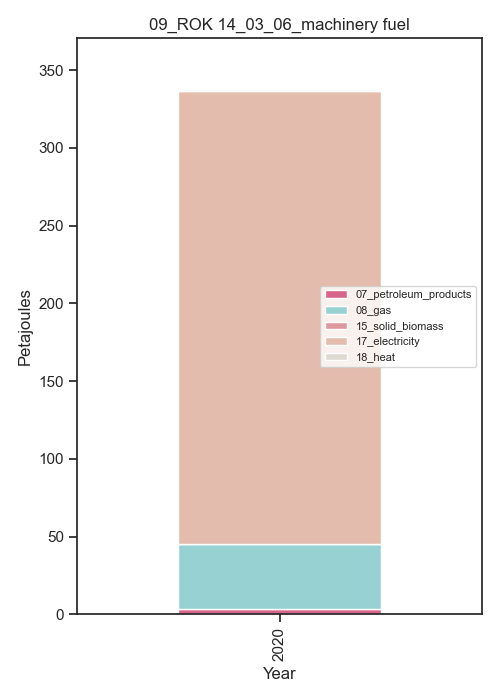 09_ROK 14_03_06_machinery fuel
350
300
250
200
150
100
50
0
Petajoules
07_petroleum_products
08_gas
15_solid_biomass
17_electricity
18_heat
2020
Year